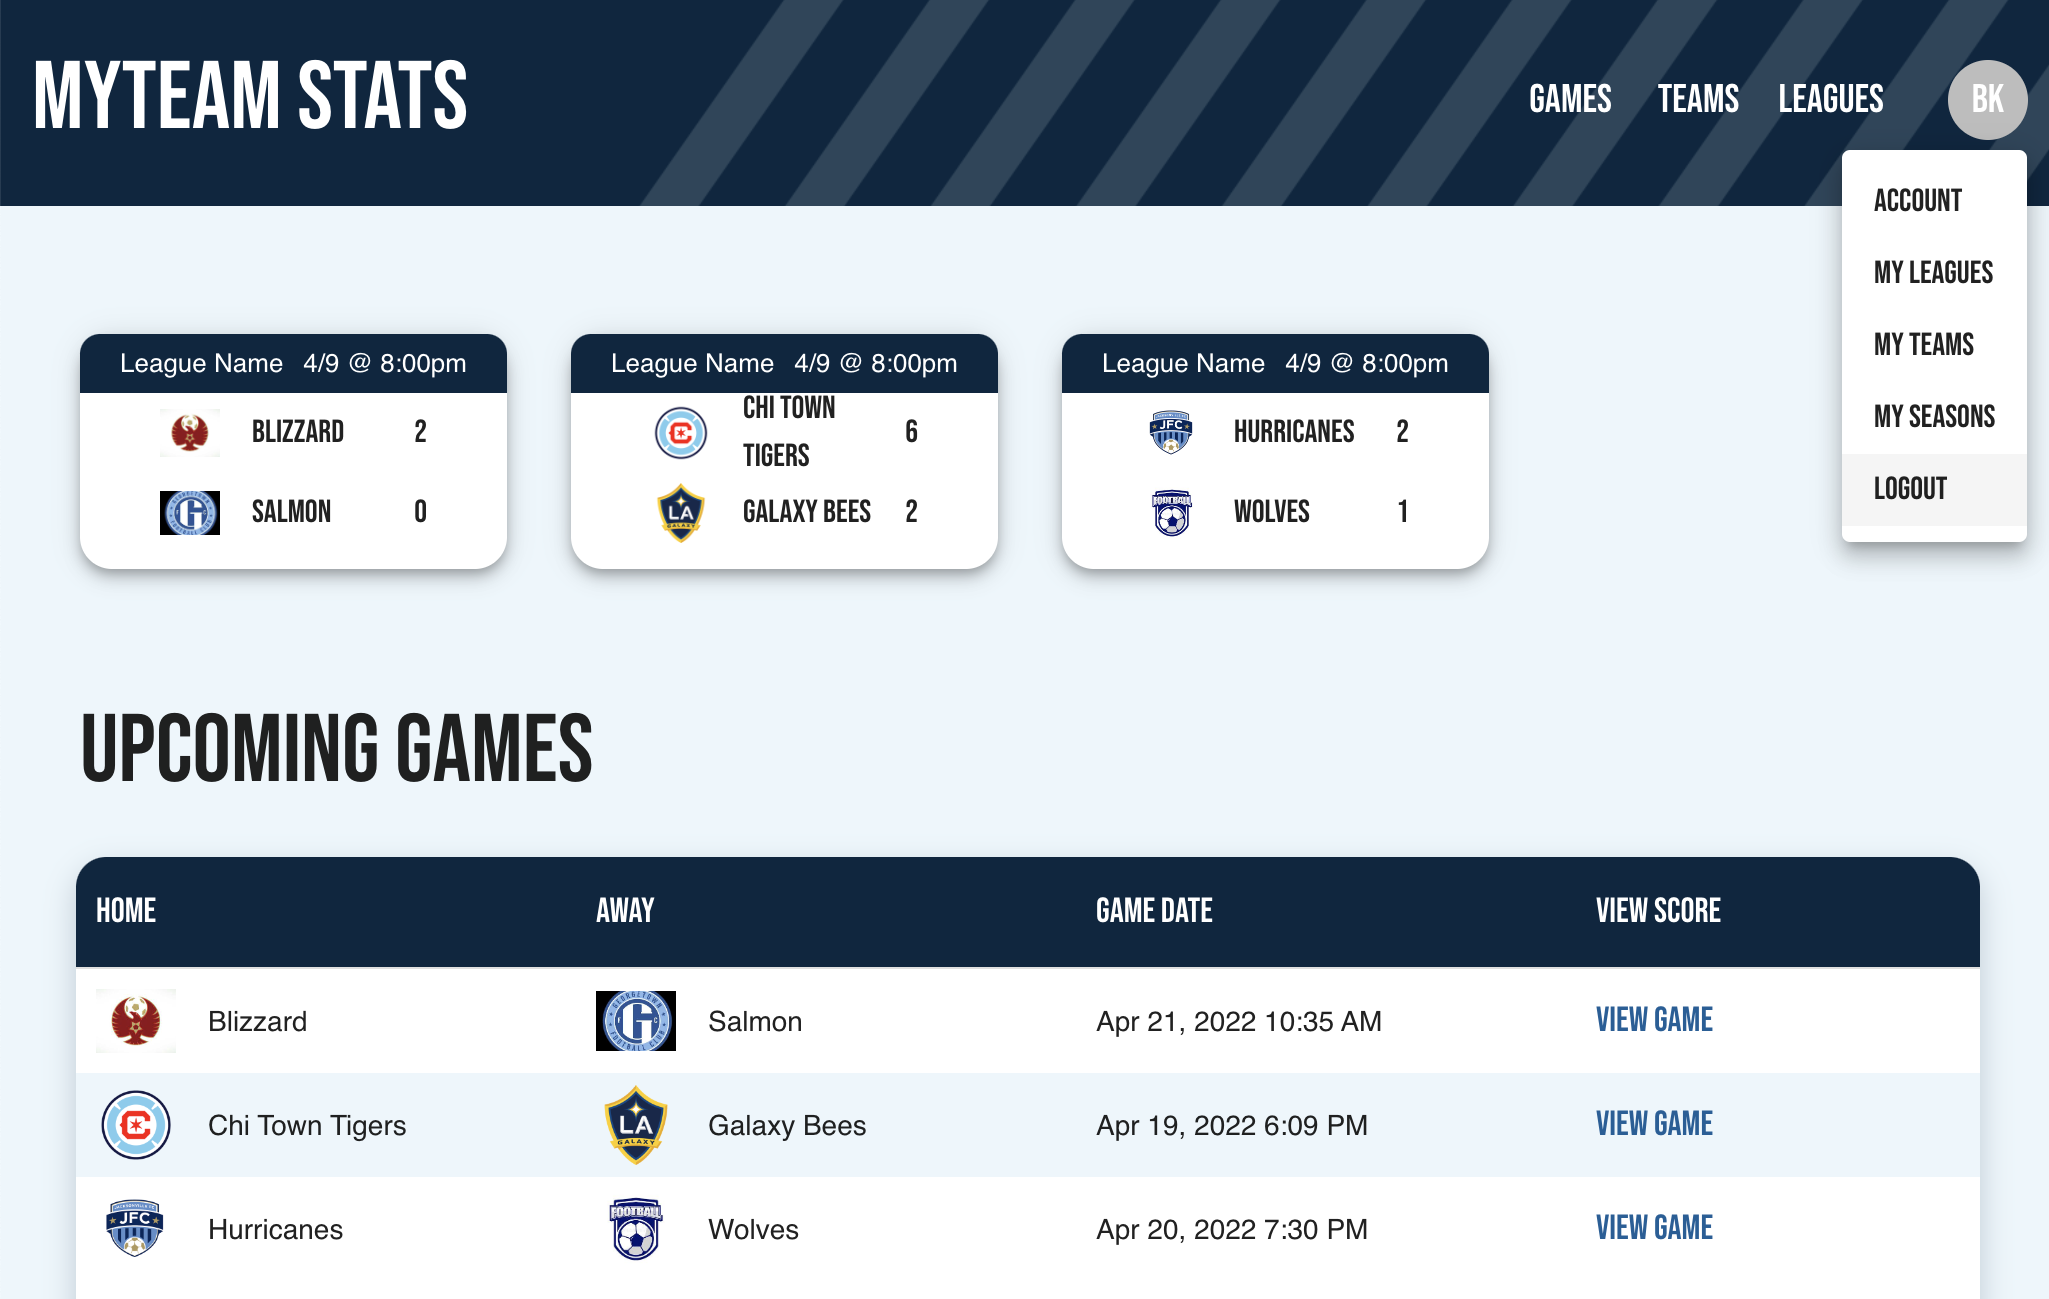 MYTEAM STATS
GAMES TEAMS LEAGUES BK
ACCOUNT
MY LEAGUES
MY TEAMS
MY SEASONS
LOGOUT
League Name 4/9 @ 8:00pm
BLIZZARD 2
SALMON 0
League Name 4/9 @ 8:00pm
CHI TOWN
TIGERS 6
LA
GALAXY
GALAXY BEES 2
League Name 4/9 @ 8:00pm
JFC
HURRICANES 2
FOOTBALL
WOLVES 1
UPCOMING GAMES
HOME AWAY GAME DATE VIEW SCORE
Blizzard
GEORGETOWN
FC
FOOTBALL CLUB
Salmon Apr 21, 2022 10:35 AM VIEW GAME
C
Chi Town Tigers
LA
GALAXY
Galaxy Bees Apr 19, 2022 6:09 PM VIEW GAME
JFC
Hurricanes
FOOTBALL
Wolves Apr 20, 2022 7:30 PM VIEW GAME